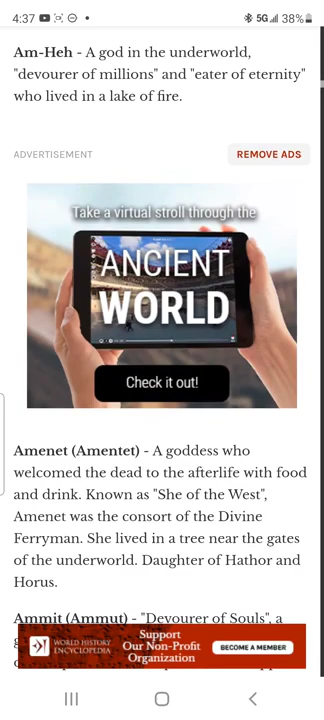 4:37
5G 38%
Am-Heh - A god in the underworld,
"devourer of millions" and "eater of eternity"
who lived in a lake of fire.
ADVERTISEMENT
REMOVE ADS
Take a virtual stroll through the
ANCIENT
WORLD
Check it out!
Amenet (Amentet) - A goddess who
welcomed the dead to the afterlife with food
and drink. Known as "She of the West",
Amenet was the consort of the Divine
Ferryman. She lived in a tree near the gates
of the underworld. Daughter of Hathor and
Horus.
Ammit (Ammut) - "Devourer of Souls", a
WORLD HISTORY
ENCYCLOPEDIA
Support
Our Non-Profit
Organization
BECOME A MEMBER